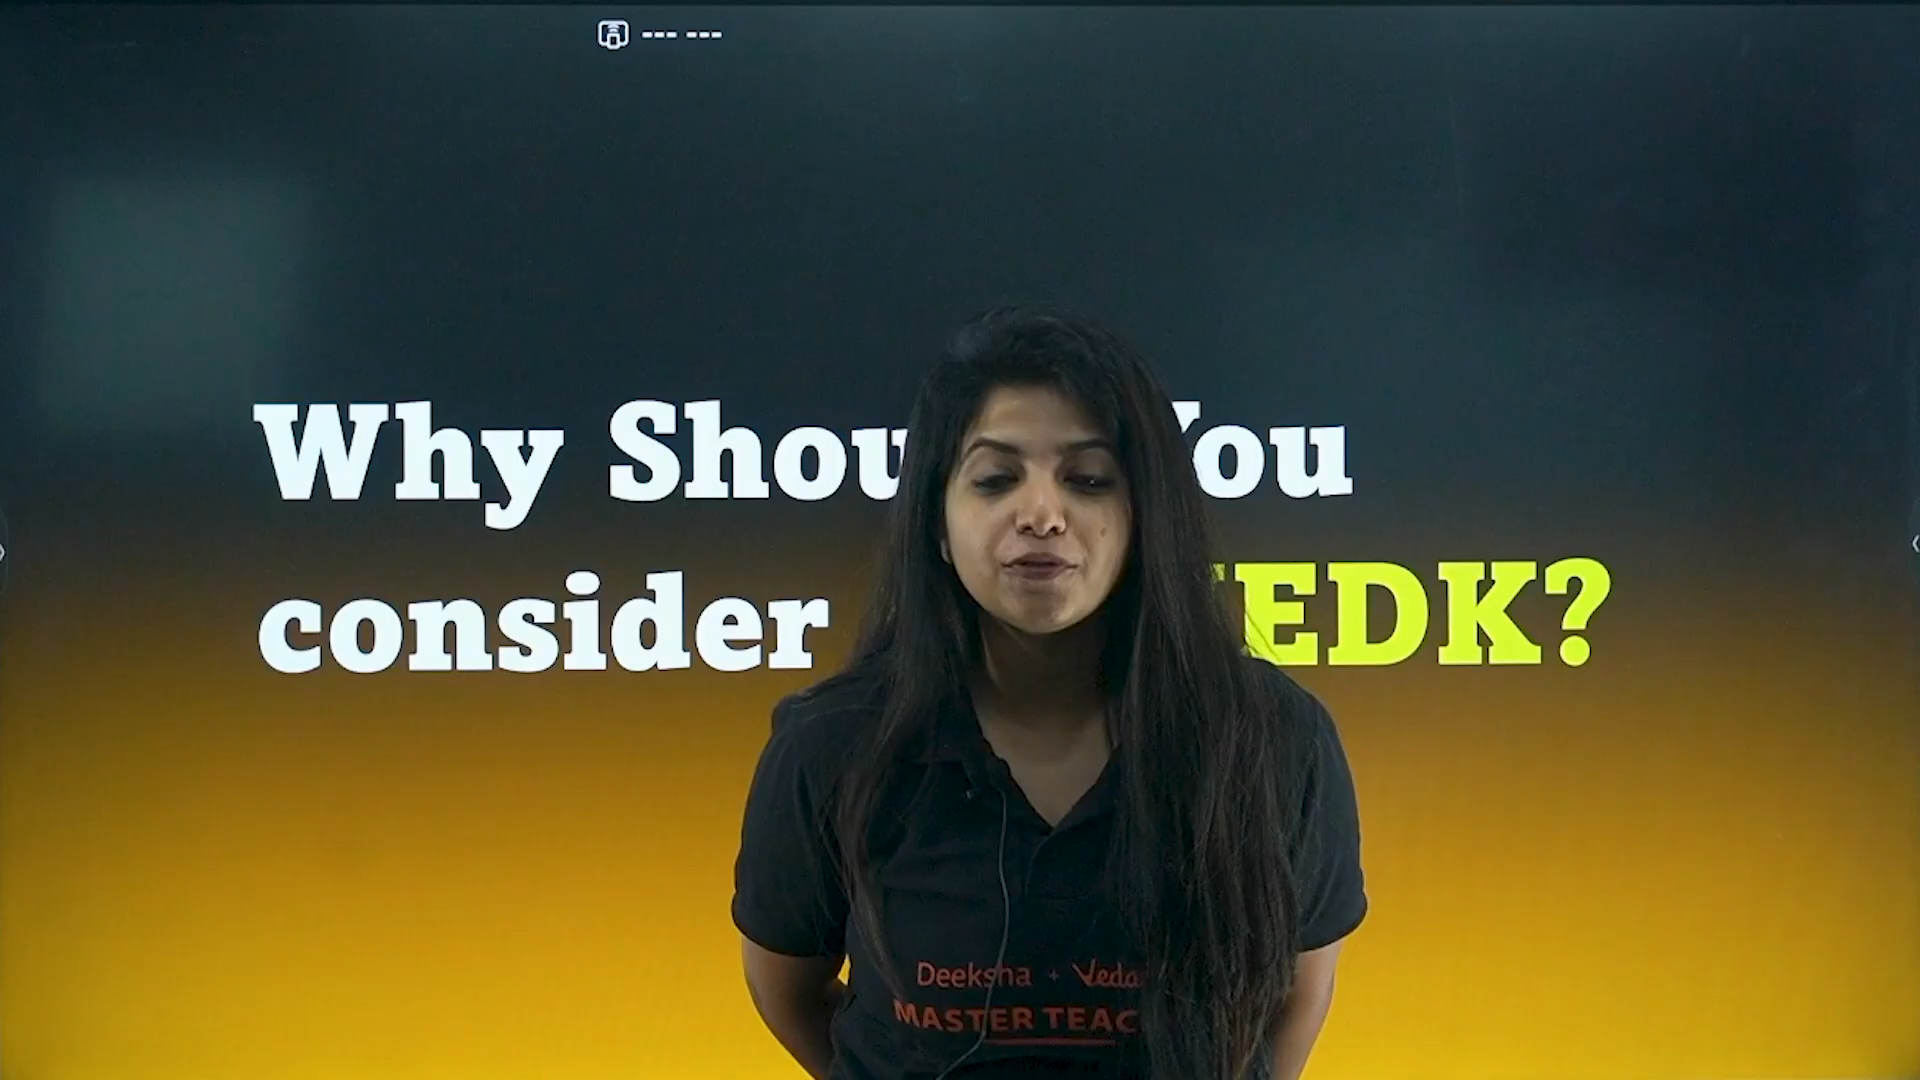 --- ---
Why Shou You
consider EDK?
Deeksha + Veda
MASTER TEAC